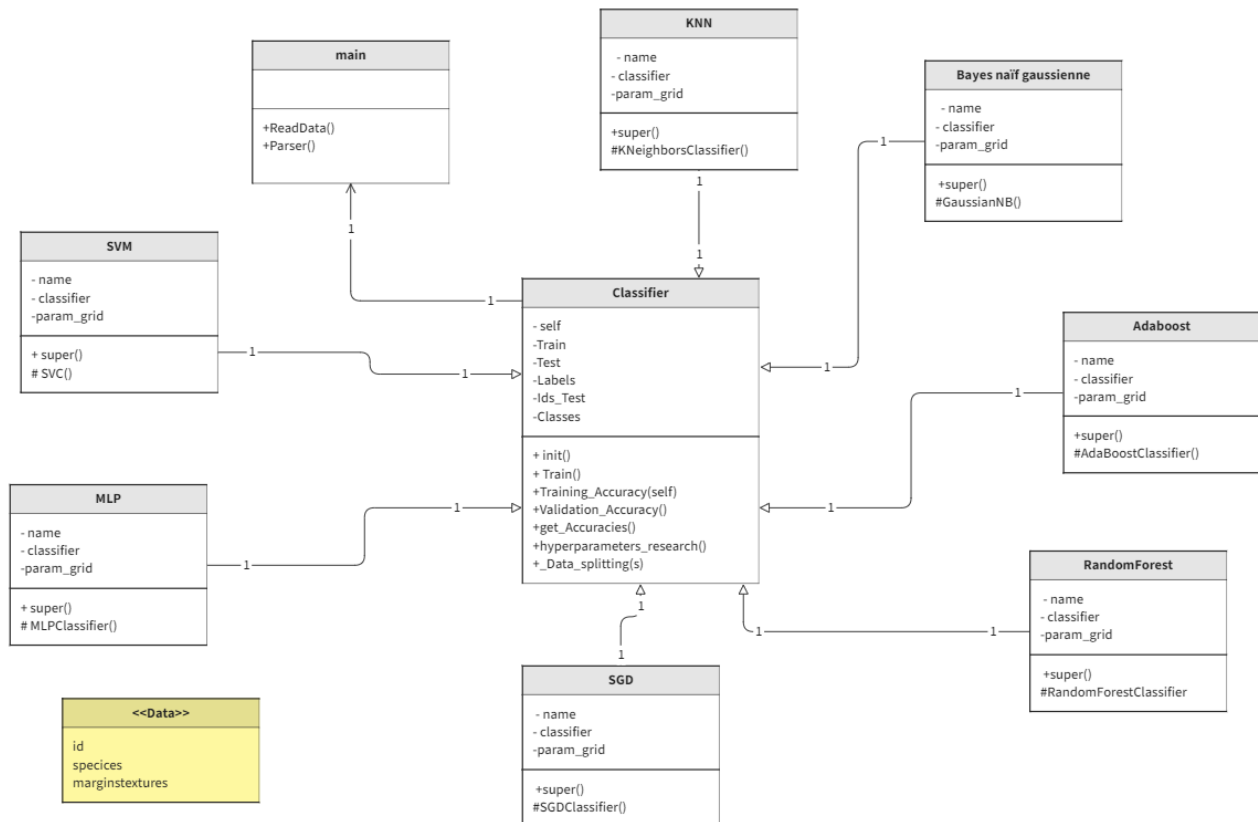 KNN
- name
- classifier
-param_grid
+super()
#KNeighborsClassifier()
main
+ReadData()
+Parser()
Bayes naïf gaussienne
- name
- classifier
-param_grid
+super()
#GaussianNB()
1
1
1
1
1
1
SVM
- name
- classifier
-param_grid
+ super()
# SVC()
1
1
Classifier
- self
-Train
-Test
-Labels
-Ids_Test
-Classes
+ init()
+ Train()
+Training_Accuracy(self)
+Validation_Accuracy()
+get_Accuracies()
+hyperparameters_research()
+_Data_splitting(s)
Adaboost
- name
- classifier
-param_grid
+super()
#AdaBoostClassifier()
1
1
MLP
- name
- classifier
-param_grid
+ super()
# MLPClassifier()
1
1
RandomForest
- name
- classifier
-param_grid
+super()
#RandomForestClassifier
1
1
1
1
SGD
- name
- classifier
-param_grid
+super()
#SGDClassifier()
<<Data>>
id
specices
marginstextures